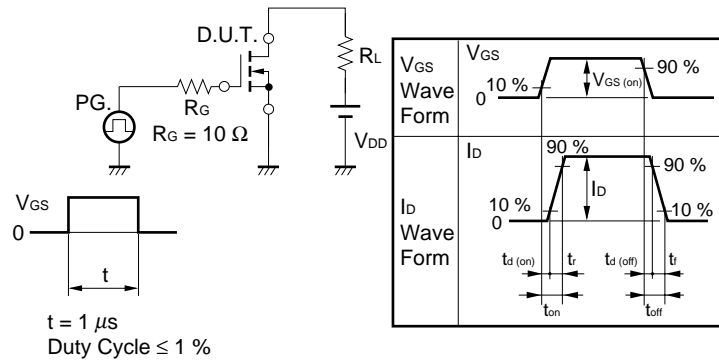 D.U.T.
RL
PG.
RG
RG = 10 Ω
VDD
VGS
0
t
t = 1 μs
Duty Cycle ≤ 1 %
VGS
Wave
Form
VGS
10 %
0
VGS (on)
90 %
ID
Wave
Form
ID
90 %
90 %
10 %
0
ID
10 %
td (on)
tr
td (off)
tf
ton
toff